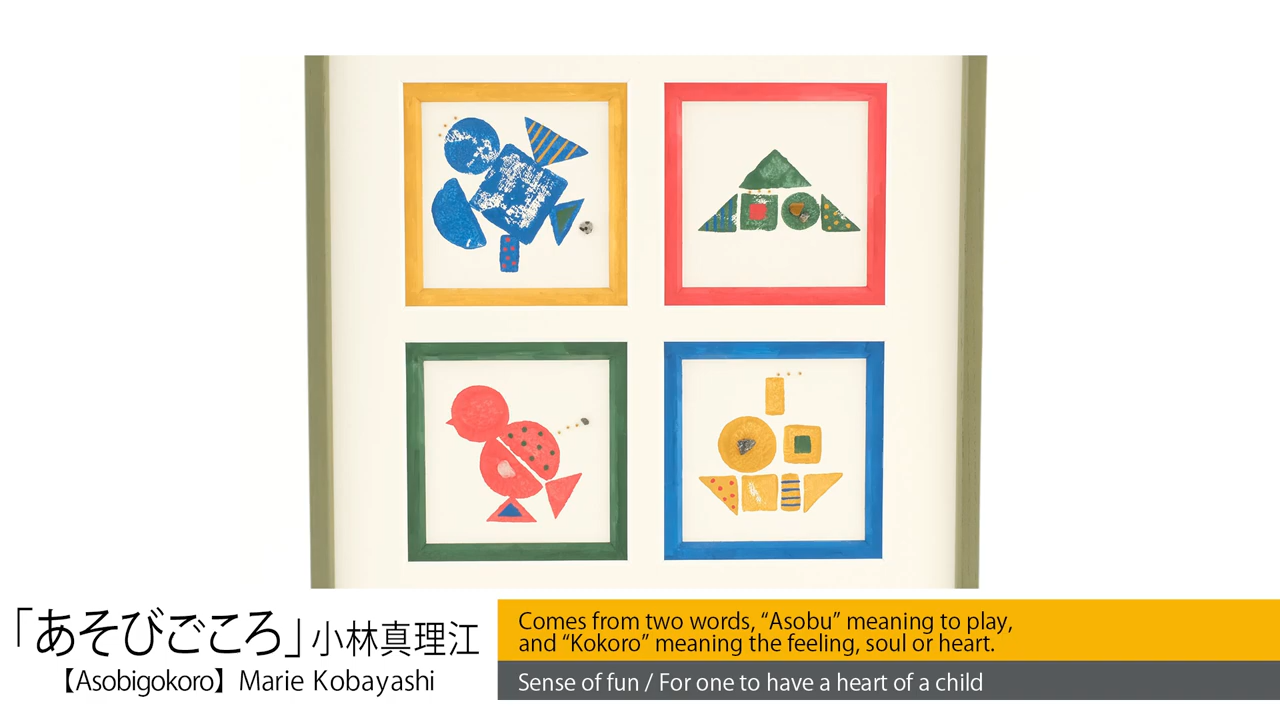 「あそびごころ」小林真理江
【Asobigokoro】Marie Kobayashi
Comes from two words, “Asobu” meaning to play,
and “Kokoro” meaning the feeling, soul or heart.
Sense of fun / For one to have a heart of a child